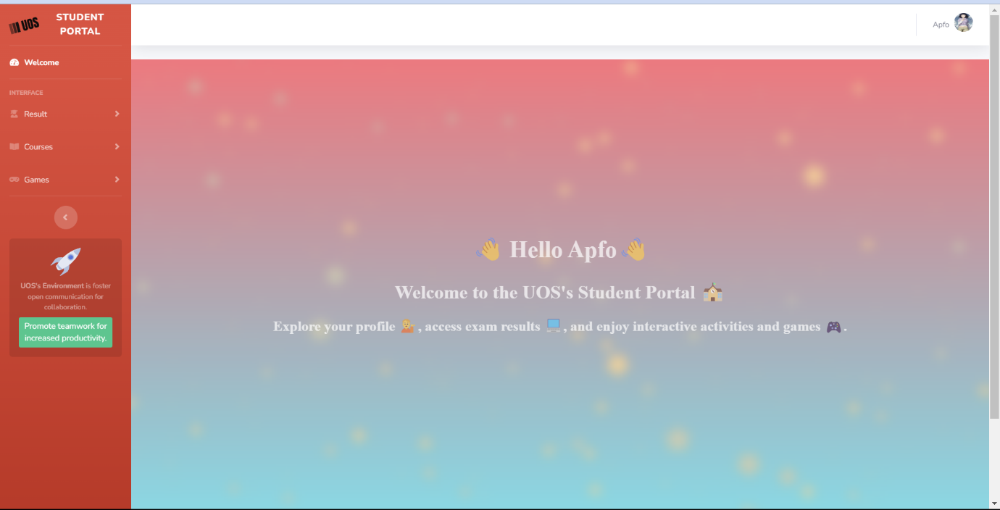 UOS
STUDENT
PORTAL
Apfo
Welcome
INTERFACE
Result
Courses
Games
UOS's Environment is foster
open communication for
collaboration.
Promote teamwork for
increased productivity.
👋 Hello Apfo 👋
Welcome to the UOS's Student Portal 🏫
Explore your profile 💁, access exam results 💻, and enjoy interactive activities and games 🎮.